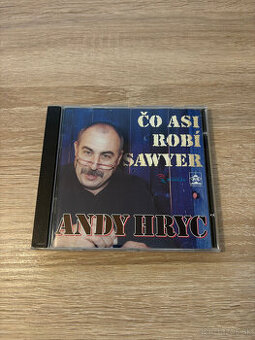 ČO ASI
ROBÍ
SAWYER
ANDY HRYC